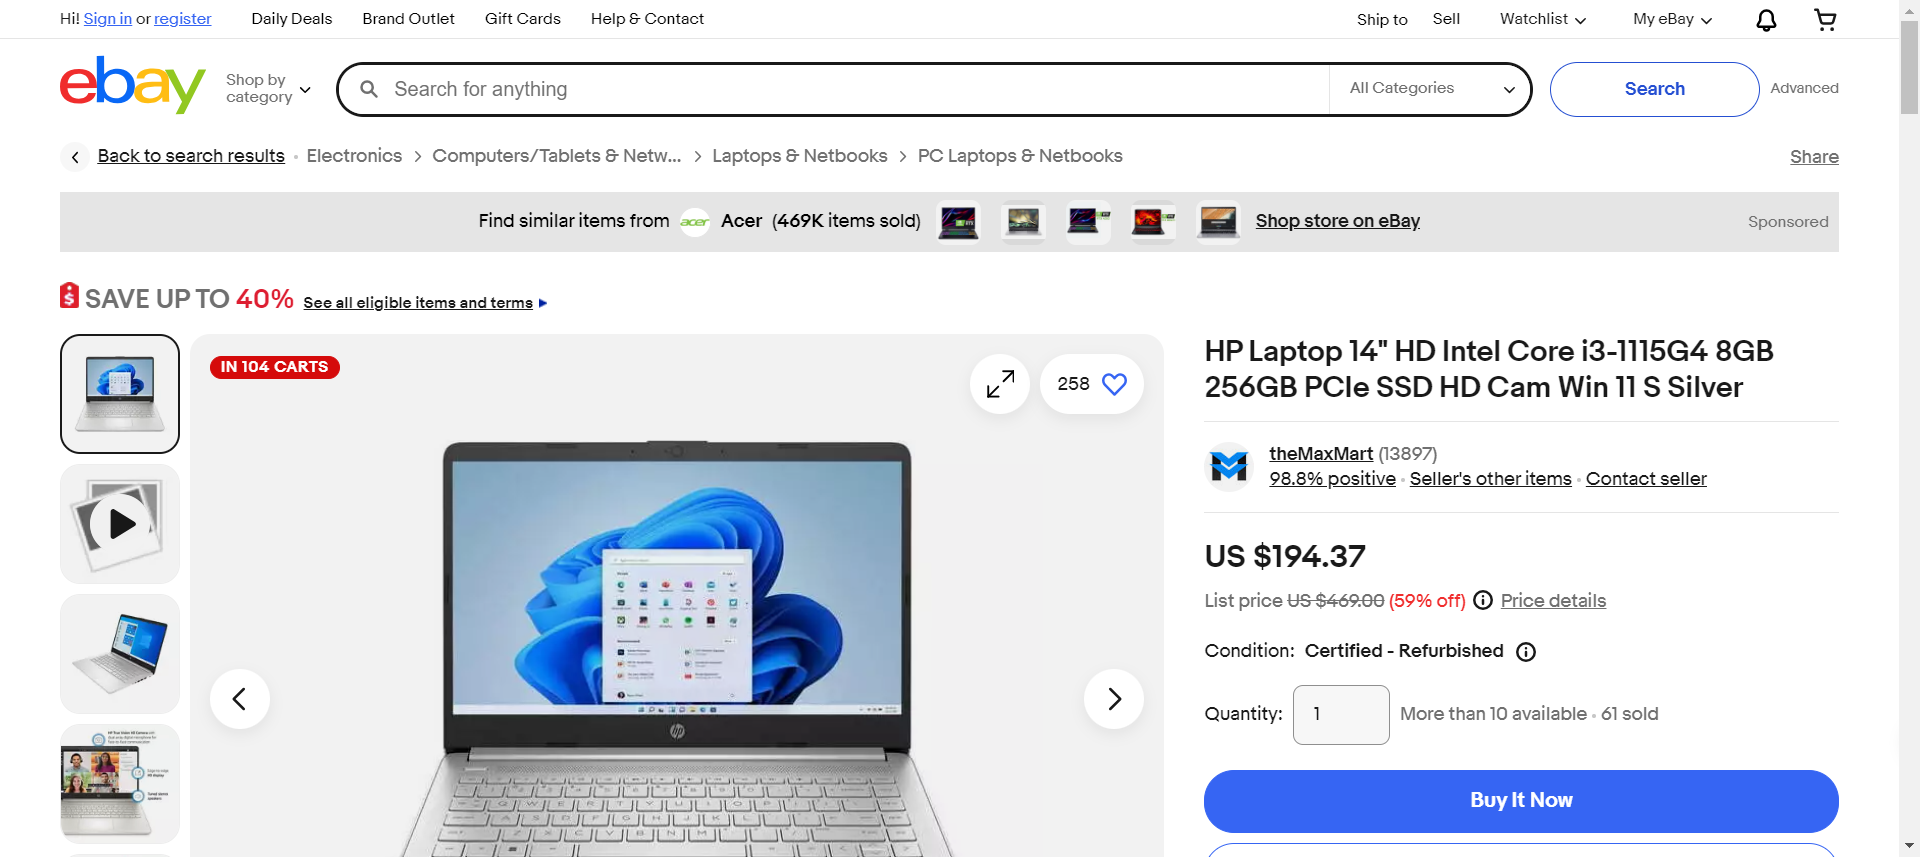 Hi! Sign in or register
Daily Deals
Brand Outlet
Gift Cards
Help & Contact
Ship to
Sell
Watchlist
My eBay
ebay
Shop by category
Search for anything
All Categories
Search
Advanced
Back to search results
Electronics
Computers/Tablets & Netw...
Laptops & Netbooks
PC Laptops & Netbooks
Share
Find similar items from acer Acer (469K items sold)
Shop store on eBay
Sponsored
SAVE UP TO 40% See all eligible items and terms
IN 104 CARTS
258
hp
HP Laptop 14" HD Intel Core i3-1115G4 8GB
256GB PCIe SSD HD Cam Win 11 S Silver
theMaxMart (13897)
98.8% positive
Seller's other items
Contact seller
US $194.37
List price US $469.00 (59% off) Price details
Condition: Certified - Refurbished
Quantity: 1
More than 10 available
61 sold
Buy It Now